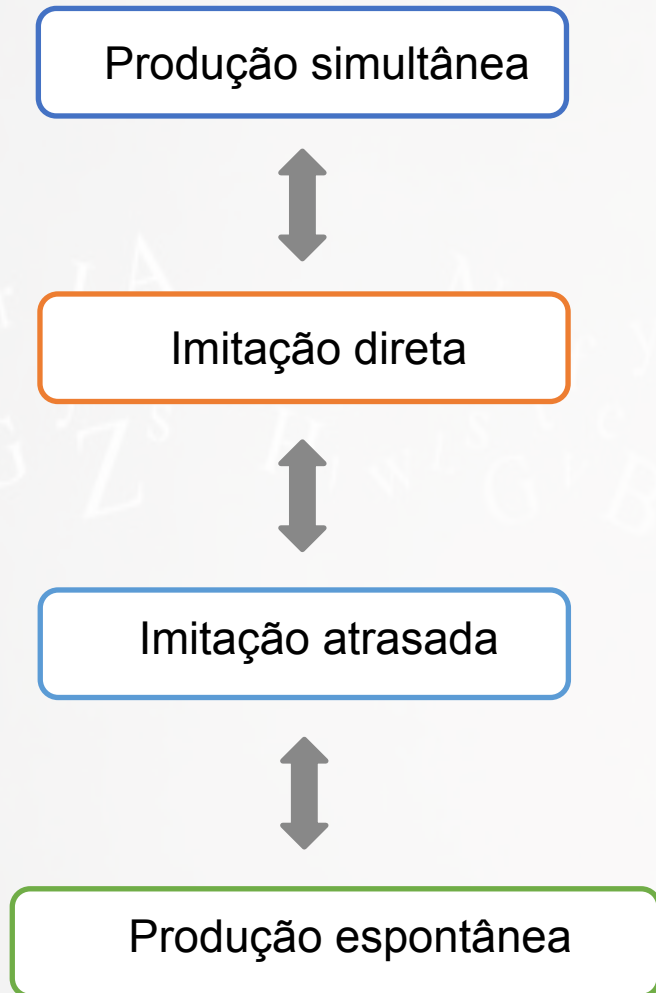 Produção simultânea
Imitação direta
Imitação atrasada
Produção espontânea